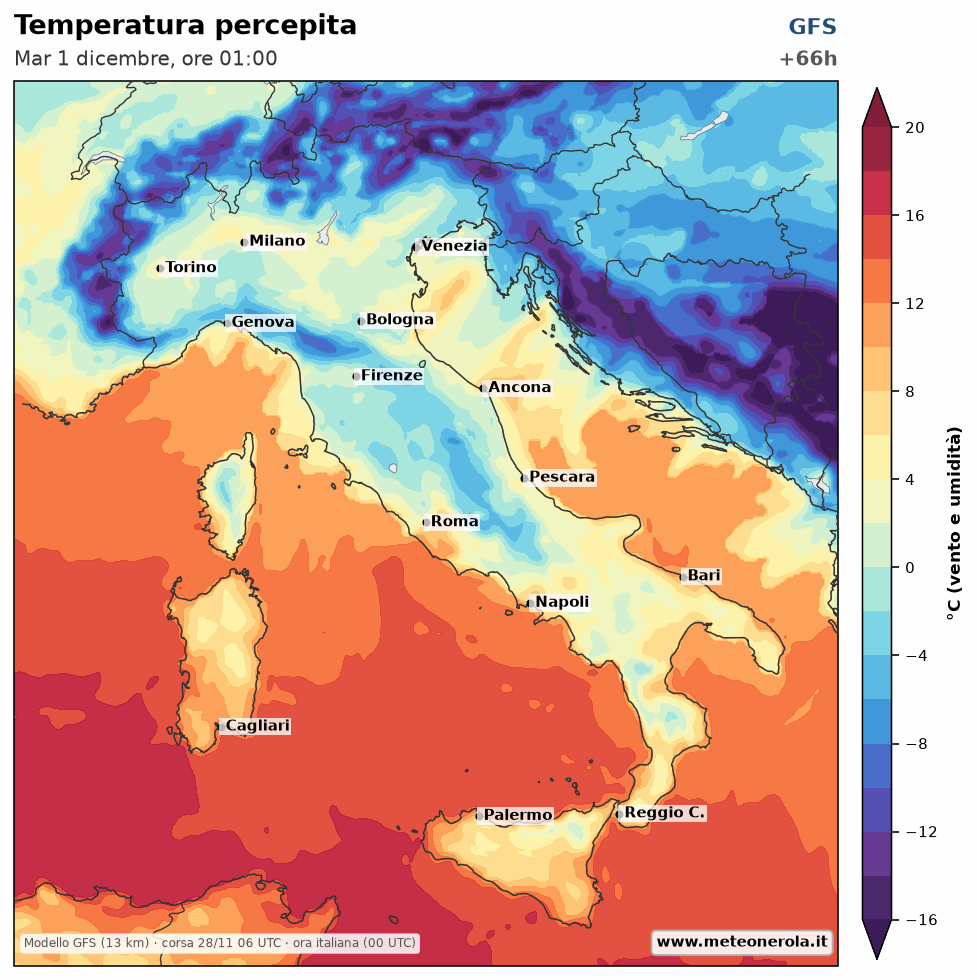 Temperatura percepita
GFS
Mar 1 dicembre, ore 01:00
+66h
Milano
Venezia
Torino
Genova
Bologna
Firenze
Ancona
Pescara
Roma
Bari
Napoli
Cagliari
Palermo
Reggio C.
20
16
12
8
4
0
−4
−8
−12
−16
°C (vento e umidità)
Modello GFS (13 km) · corsa 28/11 06 UTC · ora italiana (00 UTC)
www.meteonerola.it